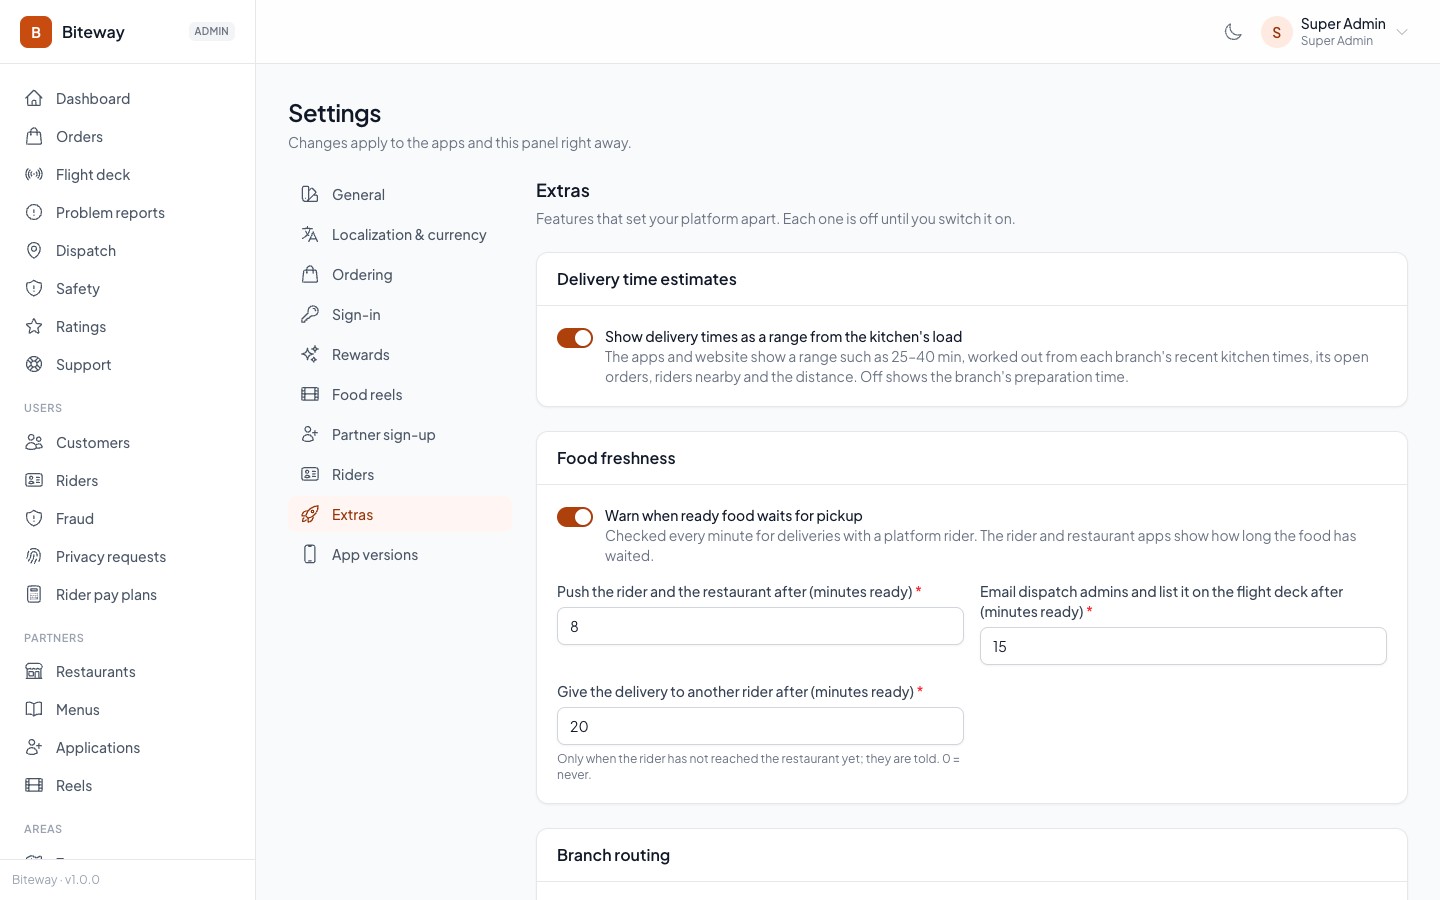 B
Biteway
ADMIN
S
Super Admin
Super Admin
Dashboard
Orders
Flight deck
Problem reports
Dispatch
Safety
Ratings
Support
USERS
Customers
Riders
Fraud
Privacy requests
Rider pay plans
PARTNERS
Restaurants
Menus
Applications
Reels
AREAS
Biteway · v1.0.0
Settings
Changes apply to the apps and this panel right away.
General
Localization & currency
Ordering
Sign-in
Rewards
Food reels
Partner sign-up
Riders
Extras
App versions
Extras
Features that set your platform apart. Each one is off until you switch it on.
Delivery time estimates
Show delivery times as a range from the kitchen's load
The apps and website show a range such as 25–40 min, worked out from each branch's recent kitchen times, its open
orders, riders nearby and the distance. Off shows the branch's preparation time.
Food freshness
Warn when ready food waits for pickup
Checked every minute for deliveries with a platform rider. The rider and restaurant apps show how long the food has
waited.
Push the rider and the restaurant after (minutes ready) *
8
Email dispatch admins and list it on the flight deck after
(minutes ready) *
15
Give the delivery to another rider after (minutes ready) *
20
Only when the rider has not reached the restaurant yet; they are told. 0 =
never.
Branch routing